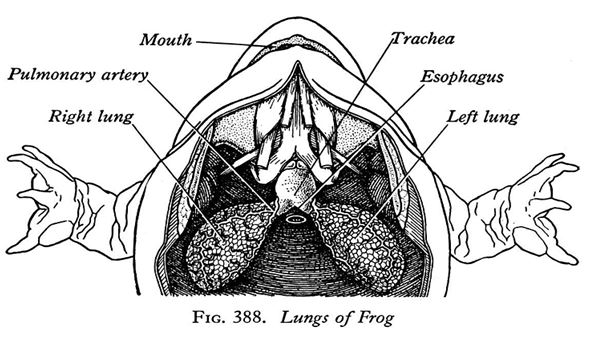 Mouth
Trachea
Pulmonary artery
Esophagus
Right lung
Left lung
FIG. 388. Lungs of Frog